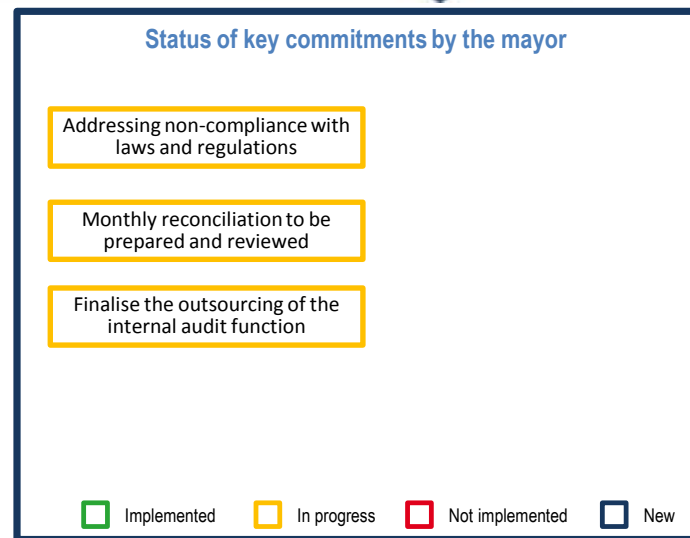 Status of key commitments by the mayor
Addressing non-compliance with
laws and regulations
Monthly reconciliation to be
prepared and reviewed
Finalise the outsourcing of the
internal audit function
Implemented
In progress
Not implemented
New